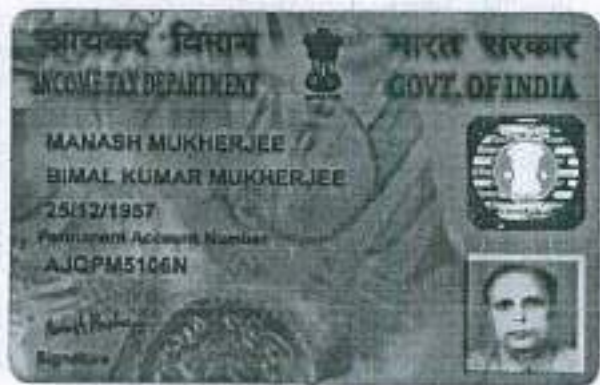 आयकर विभाग
INCOME TAX DEPARTMENT
भारत सरकार
GOVT. OF INDIA
MANASH MUKHERJEE
BIMAL KUMAR MUKHERJEE
25/12/1957
Permanent Account Number
AJQPM5106N
Signature